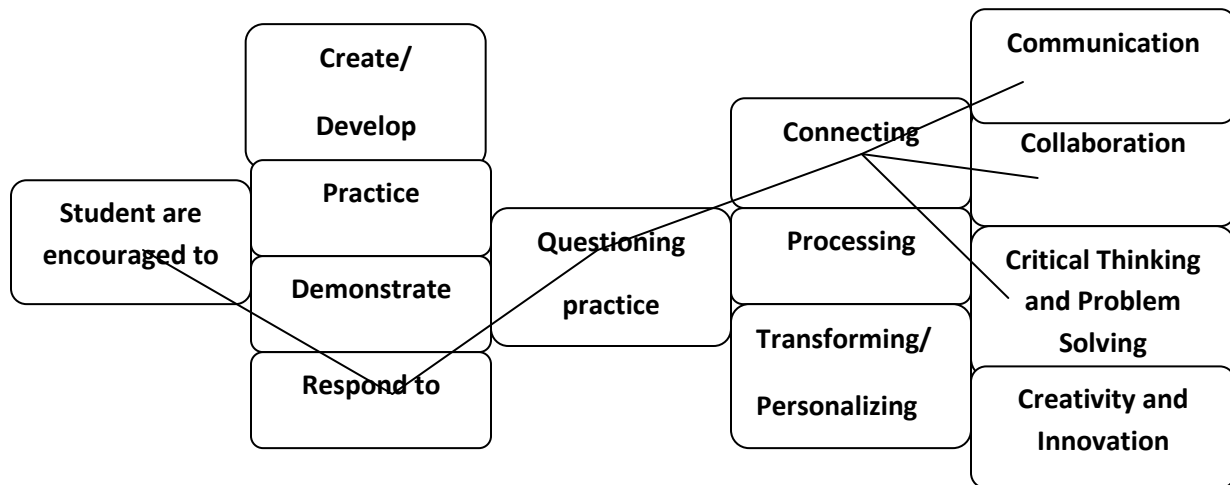 Student are
encouraged to
Create/
Develop
Practice
Demonstrate
Respond to
Questioning
practice
Connecting
Processing
Transforming/
Personalizing
Communication
Collaboration
Critical Thinking
and Problem
Solving
Creativity and
Innovation